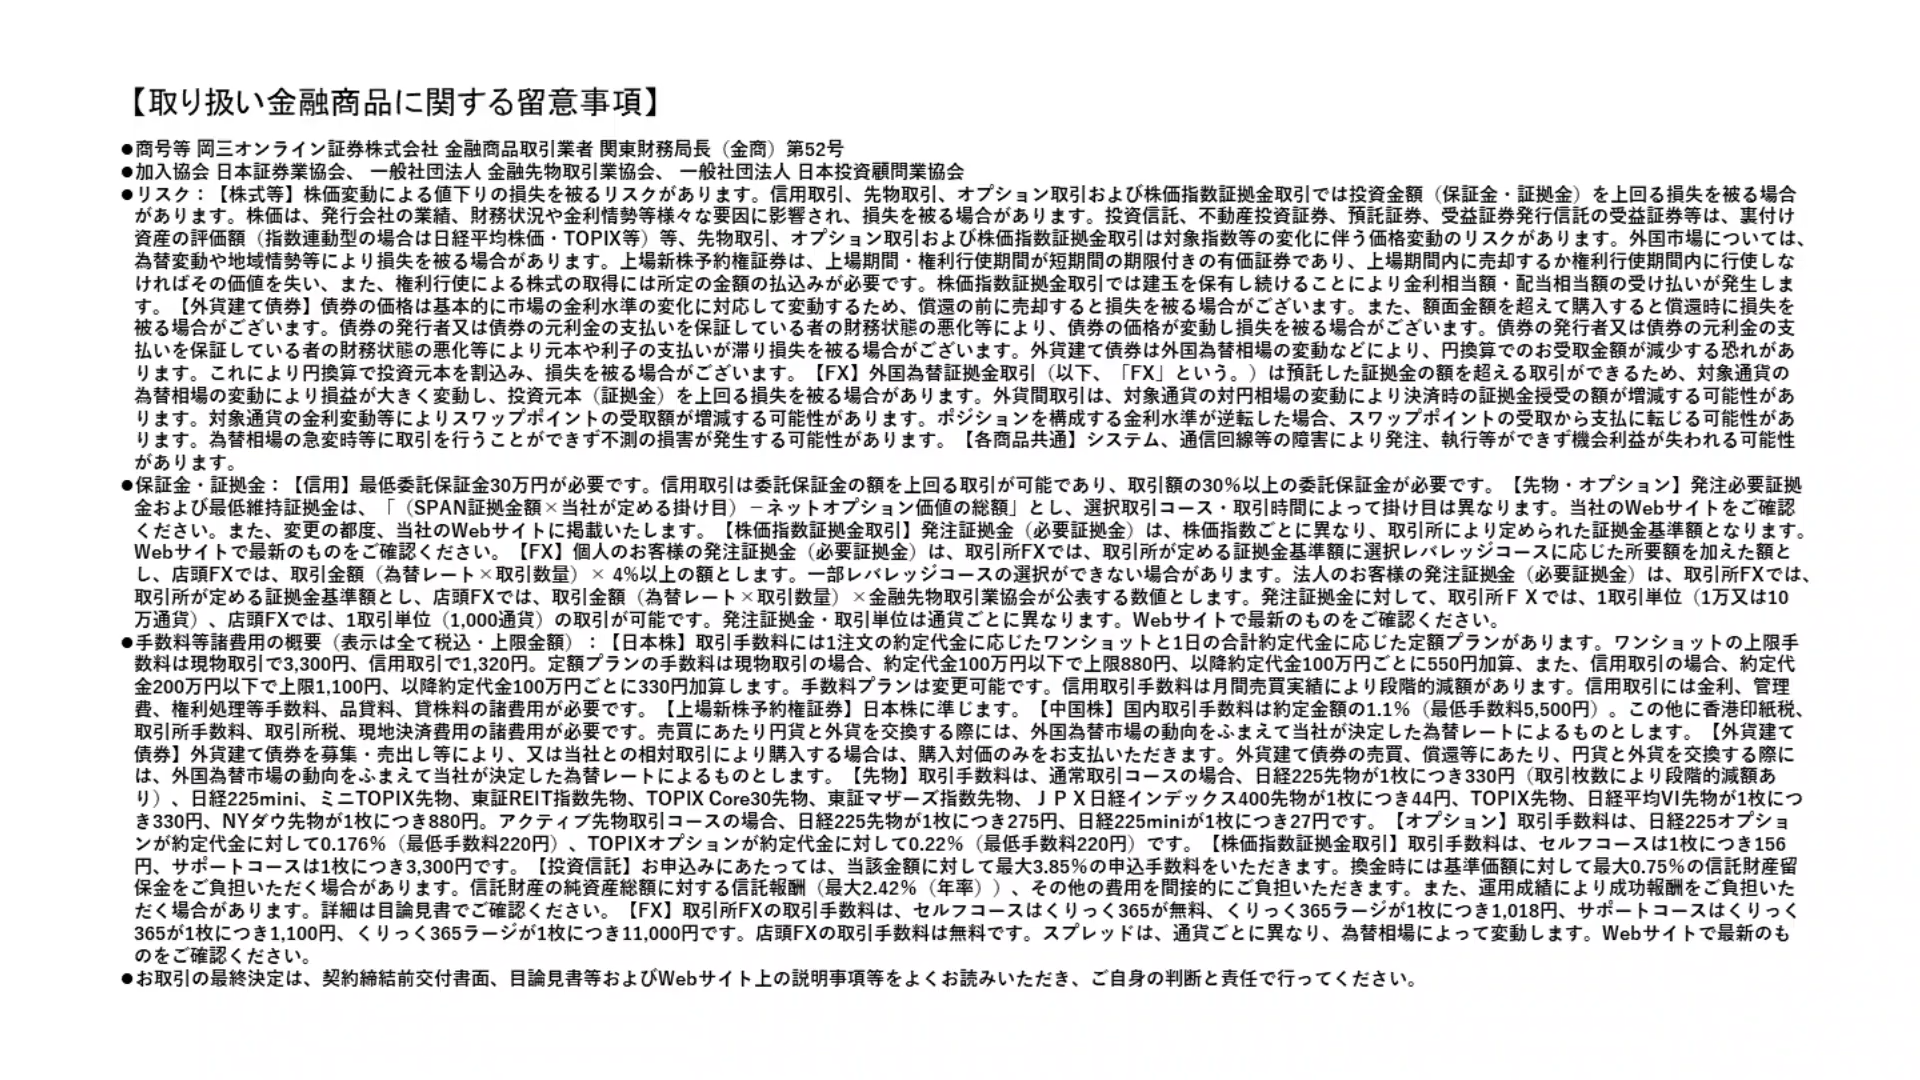 【取り扱い金融商品に関する留意事項】
●商号等 岡三オンライン証券株式会社 金融商品取引業者 関東財務局長（金商）第52号
●加入協会 日本証券業協会、 一般社団法人 金融先物取引業協会、 一般社団法人 日本投資顧問業協会
●リスク：【株式等】株価変動による値下りの損失を被るリスクがあります。信用取引、先物取引、オプション取引および株価指数証拠金取引では投資金額（保証金・証拠金）を上回る損失を被る場合
があります。株価は、発行会社の業績、財務状況や金利情勢等様々な要因に影響され、損失を被る場合があります。投資信託、不動産投資証券、預託証券、受益証券発行信託の受益証券等は、裏付け
資産の評価額（指数連動型の場合は日経平均株価・TOPIX等）等、先物取引、オプション取引および株価指数証拠金取引は対象指数等の変化に伴う価格変動のリスクがあります。外国市場については、
為替変動や地域情勢等により損失を被る場合があります。上場新株予約権証券は、上場期間・権利行使期間が短期間の期限付きの有価証券であり、上場期間内に売却するか権利行使期間内に行使しな
ければその価値を失い、また、権利行使による株式の取得には所定の金額の払込みが必要です。株価指数証拠金取引では建玉を保有し続けることにより金利相当額・配当相当額の受け払いが発生しま
す。【外貨建て債券】債券の価格は基本的に市場の金利水準の変化に対応して変動するため、償還の前に売却すると損失を被る場合がございます。また、額面金額を超えて購入すると償還時に損失を
被る場合がございます。債券の発行者又は債券の元利金の支払いを保証している者の財務状態の悪化等により、債券の価格が変動し損失を被る場合がございます。債券の発行者又は債券の元利金の支
払いを保証している者の財務状態の悪化等により元本や利子の支払いが滞り損失を被る場合がございます。外貨建て債券は外国為替相場の変動などにより、円換算でのお受取金額が減少する恐れがあ
ります。これにより円換算で投資元本を割込み、損失を被る場合がございます。【FX】外国為替証拠金取引（以下、「FX」という。）は預託した証拠金の額を超える取引ができるため、対象通貨の
為替相場の変動により損益が大きく変動し、投資元本（証拠金）を上回る損失を被る場合があります。外貨間取引は、対象通貨の対円相場の変動により決済時の証拠金授受の額が増減する可能性があ
ります。対象通貨の金利変動等によりスワップポイントの受取額が増減する可能性があります。ポジションを構成する金利水準が逆転した場合、スワップポイントの受取から支払に転じる可能性があ
ります。為替相場の急変時等に取引を行うことができず不測の損害が発生する可能性があります。【各商品共通】システム、通信回線等の障害により発注、執行等ができず機会利益が失われる可能性
があります。
●保証金・証拠金：【信用】最低委託保証金30万円が必要です。信用取引は委託保証金の額を上回る取引が可能であり、取引額の30％以上の委託保証金が必要です。【先物・オプション】発注必要証拠
金および最低維持証拠金は、「（SPAN証拠金額×当社が定める掛け目）－ネットオプション価値の総額」とし、選択取引コース・取引時間によって掛け目は異なります。当社のWebサイトをご確認
ください。また、変更の都度、当社のWebサイトに掲載いたします。【株価指数証拠金取引】発注証拠金（必要証拠金）は、株価指数ごとに異なり、取引所により定められた証拠金基準額となります。
Webサイトで最新のものをご確認ください。【FX】個人のお客様の発注証拠金（必要証拠金）は、取引所FXでは、取引所が定める証拠金基準額に選択レバレッジコースに応じた所要額を加えた額と
し、店頭FXでは、取引金額（為替レート×取引数量）× 4%以上の額とします。一部レバレッジコースの選択ができない場合があります。法人のお客様の発注証拠金（必要証拠金）は、取引所FXでは、
取引所が定める証拠金基準額とし、店頭FXでは、取引金額（為替レート×取引数量）×金融先物取引業協会が公表する数値とします。発注証拠金に対して、取引所ＦＸでは、1取引単位（1万又は10
万通貨）、店頭FXでは、1取引単位（1,000通貨）の取引が可能です。発注証拠金・取引単位は通貨ごとに異なります。Webサイトで最新のものをご確認ください。
●手数料等諸費用の概要（表示は全て税込・上限金額）：【日本株】取引手数料には1注文の約定代金に応じたワンショットと1日の合計約定代金に応じた定額プランがあります。ワンショットの上限手
数料は現物取引で3,300円、信用取引で1,320円。定額プランの手数料は現物取引の場合、約定代金100万円以下で上限880円、以降約定代金100万円ごとに550円加算、また、信用取引の場合、約定代
金200万円以下で上限1,100円、以降約定代金100万円ごとに330円加算します。手数料プランは変更可能です。信用取引手数料は月間売買実績により段階的減額があります。信用取引には金利、管理
費、権利処理等手数料、品貸料、貸株料の諸費用が必要です。【上場新株予約権証券】日本株に準じます。【中国株】国内取引手数料は約定金額の1.1％（最低手数料5,500円）。この他に香港印紙税、
取引所手数料、取引所税、現地決済費用の諸費用が必要です。売買にあたり円貨と外貨を交換する際には、外国為替市場の動向をふまえて当社が決定した為替レートによるものとします。【外貨建て
債券】外貨建て債券を募集・売出し等により、又は当社との相対取引により購入する場合は、購入対価のみをお支払いただきます。外貨建て債券の売買、償還等にあたり、円貨と外貨を交換する際に
は、外国為替市場の動向をふまえて当社が決定した為替レートによるものとします。【先物】取引手数料は、通常取引コースの場合、日経225先物が1枚につき330円（取引枚数により段階的減額あ
り）、日経225mini、ミニTOPIX先物、東証REIT指数先物、TOPIX Core30先物、東証マザーズ指数先物、ＪＰＸ日経インデックス400先物が1枚につき44円、TOPIX先物、日経平均VI先物が1枚につ
き330円、NYダウ先物が1枚につき880円。アクティブ先物取引コースの場合、日経225先物が1枚につき275円、日経225miniが1枚につき27円です。【オプション】取引手数料は、日経225オプショ
ンが約定代金に対して0.176％（最低手数料220円）、TOPIXオプションが約定代金に対して0.22％（最低手数料220円）です。【株価指数証拠金取引】取引手数料は、セルフコースは1枚につき156
円、サポートコースは1枚につき3,300円です。【投資信託】お申込みにあたっては、当該金額に対して最大3.85％の申込手数料をいただきます。換金時には基準価額に対して最大0.75％の信託財産留
保金をご負担いただく場合があります。信託財産の純資産総額に対する信託報酬（最大2.42％（年率））、その他の費用を間接的にご負担いただきます。また、運用成績により成功報酬をご負担いた
だく場合があります。詳細は目論見書でご確認ください。【FX】取引所FXの取引手数料は、セルフコースはくりっく365が無料、くりっく365ラージが1枚につき1,018円、サポートコースはくりっく
365が1枚につき1,100円、くりっく365ラージが1枚につき11,000円です。店頭FXの取引手数料は無料です。スプレッドは、通貨ごとに異なり、為替相場によって変動します。Webサイトで最新のも
のをご確認ください。
●お取引の最終決定は、契約締結前交付書面、目論見書等およびWebサイト上の説明事項等をよくお読みいただき、ご自身の判断と責任で行ってください。